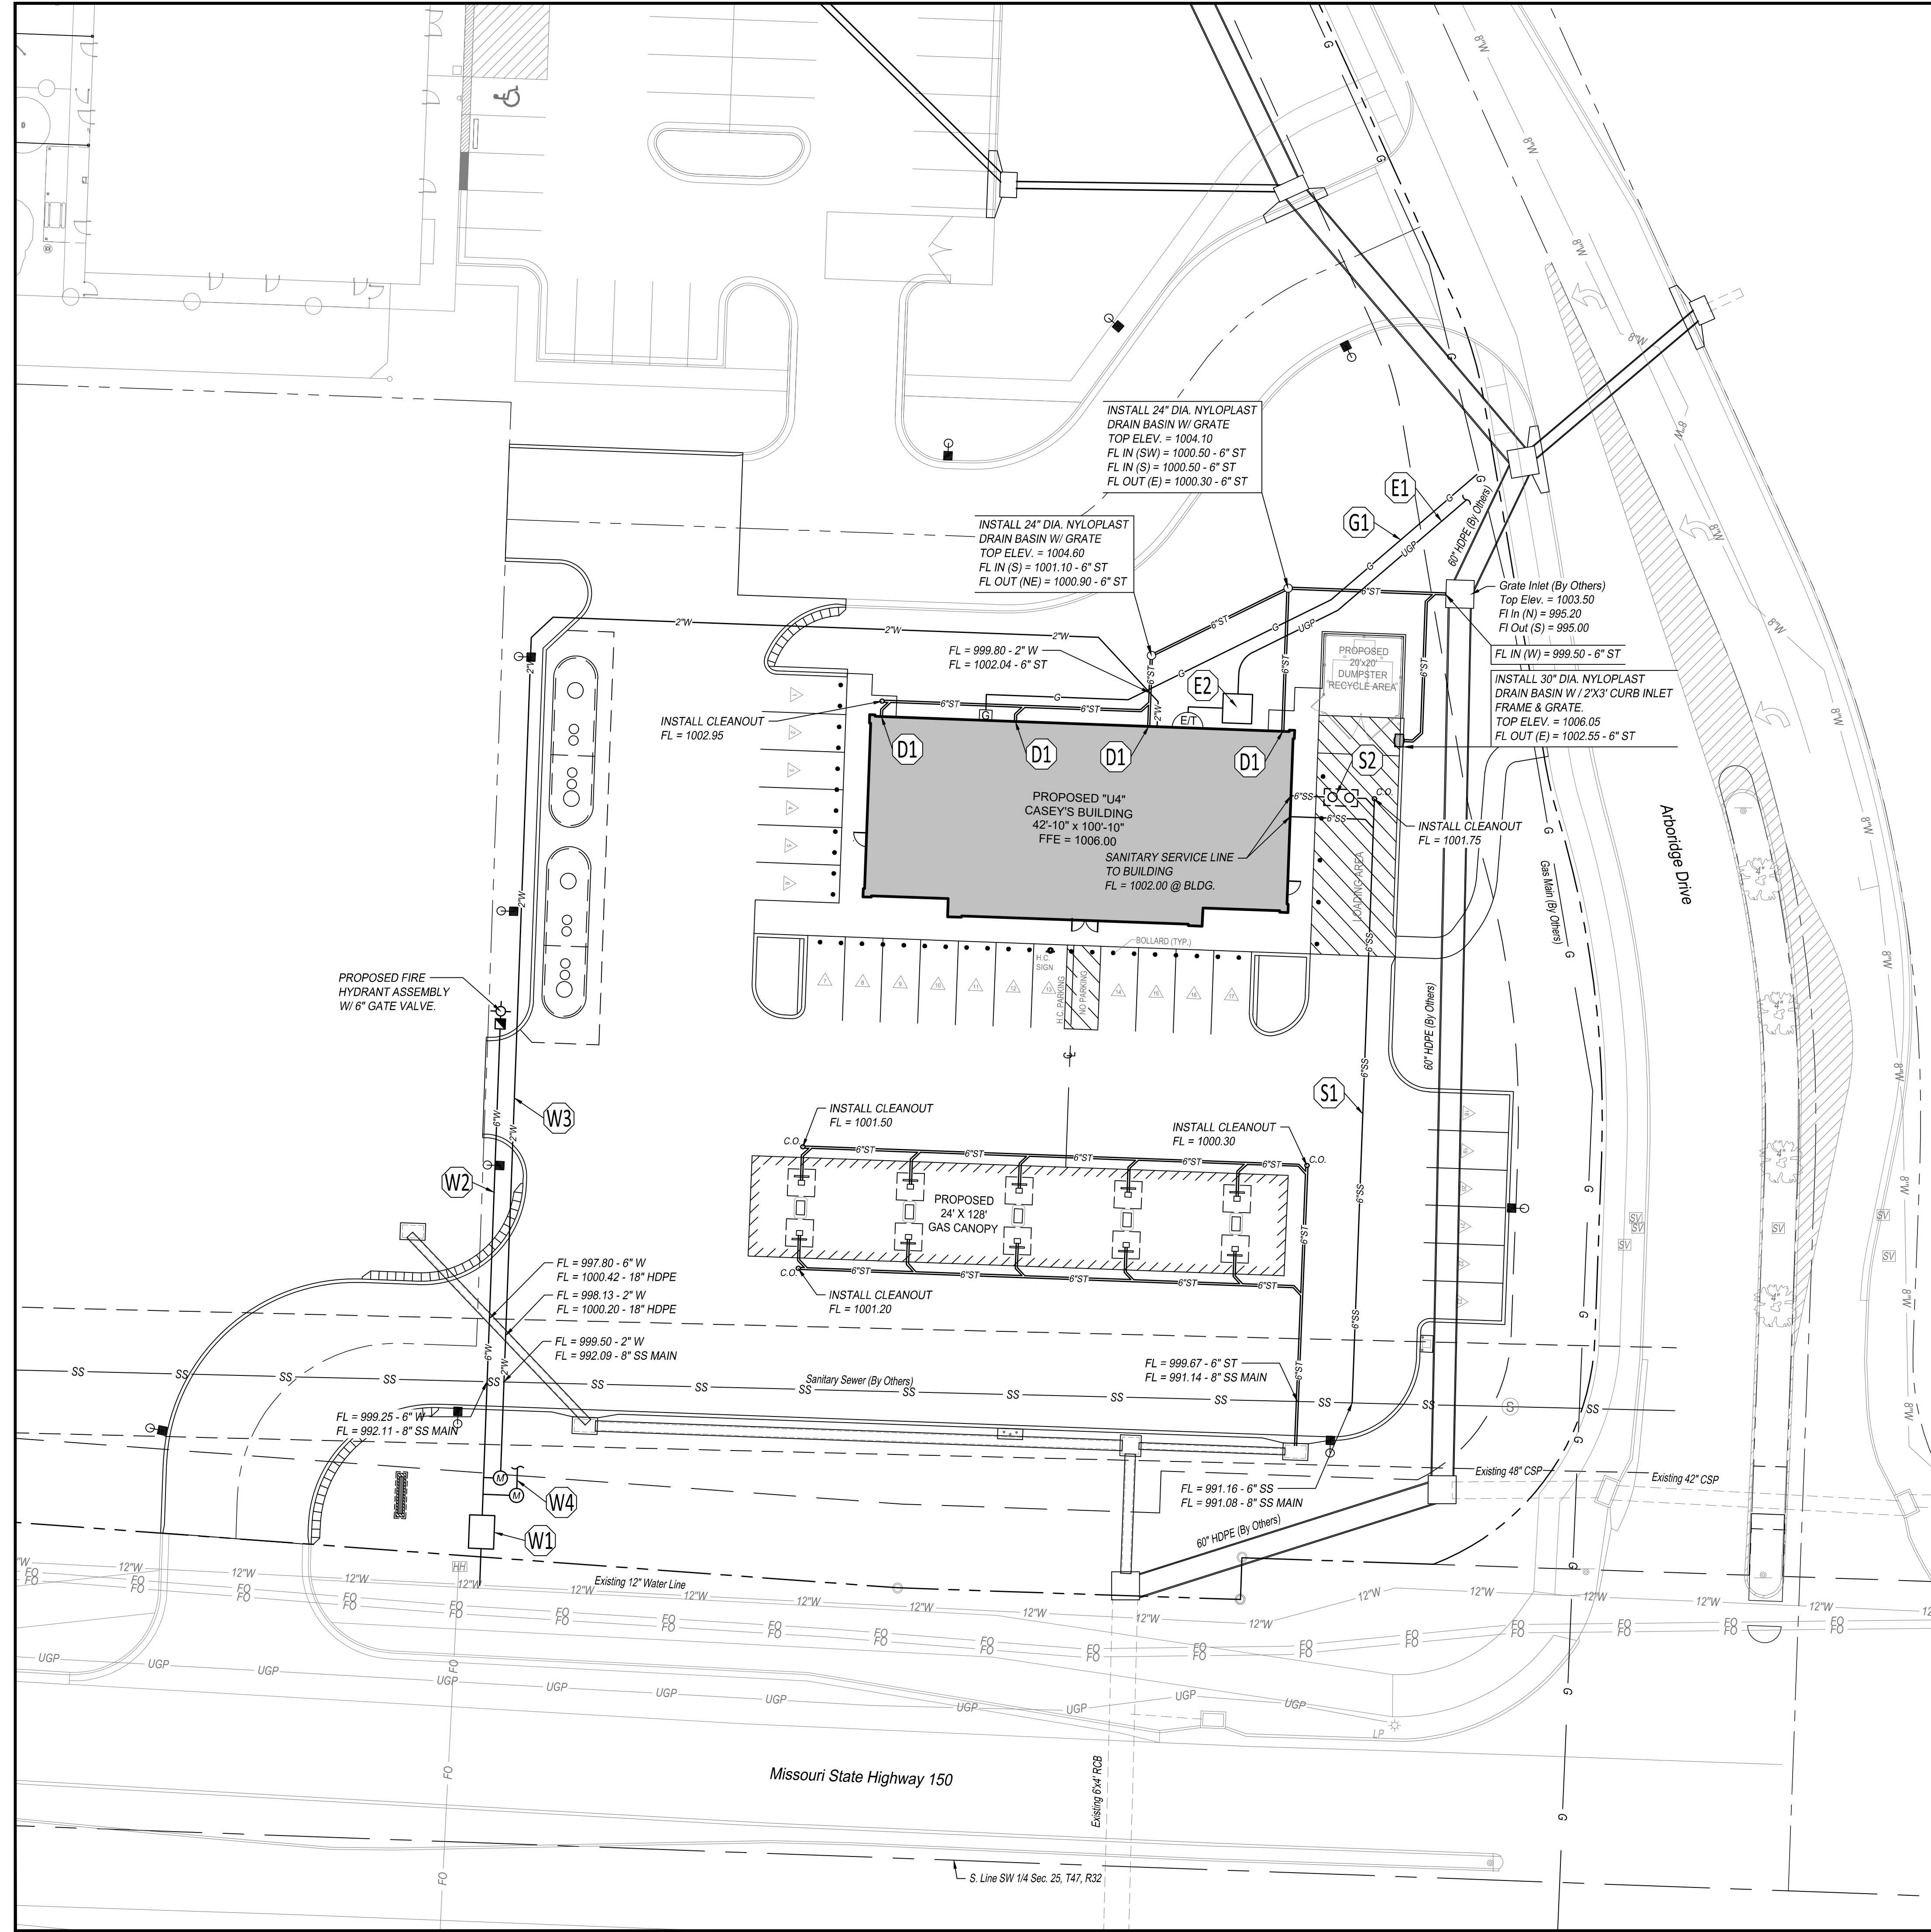 INSTALL 24" DIA. NYLOPLAST
DRAIN BASIN W/ GRATE
TOP ELEV. = 1004.10
FL IN (SW) = 1000.50 - 6" ST
FL IN (S) = 1000.50 - 6" ST
FL OUT (E) = 1000.30 - 6" ST
INSTALL 24" DIA. NYLOPLAST
DRAIN BASIN W/ GRATE
TOP ELEV. = 1004.60
FL IN (S) = 1001.10 - 6" ST
FL OUT (NE) = 1000.90 - 6" ST
E1
G1
60" HDPE (By Others)
Grate Inlet (By Others)
Top Elev. = 1003.50
Fl In (N) = 995.20
Fl Out (S) = 995.00
FL IN (W) = 999.50 - 6" ST
INSTALL 30" DIA. NYLOPLAST
DRAIN BASIN W / 2'X3' CURB INLET
FRAME & GRATE.
TOP ELEV. = 1006.05
FL OUT (E) = 1002.55 - 6" ST
FL = 999.80 - 2" W
FL = 1002.04 - 6" ST
PROPOSED
20'x20'
DUMPSTER
RECYCLE AREA
E2
E/T
G
INSTALL CLEANOUT
FL = 1002.95
D1
D1
D1
D1
S2
PROPOSED "U4"
CASEY'S BUILDING
42'-10" x 100'-10"
FFE = 1006.00
SANITARY SERVICE LINE
TO BUILDING
FL = 1002.00 @ BLDG.
C.O.
INSTALL CLEANOUT
FL = 1001.75
LOADING AREA
Arboridge Drive
Gas Main (By Others)
BOLLARD (TYP.)
H.C.
SIGN
H.C. PARKING
NO PARKING
PROPOSED FIRE
HYDRANT ASSEMBLY
W/ 6" GATE VALVE.
60" HDPE (By Others)
W3
W2
S1
INSTALL CLEANOUT
FL = 1001.50
C.O.
INSTALL CLEANOUT
FL = 1000.30
C.O.
PROPOSED
24' X 128'
GAS CANOPY
C.O.
INSTALL CLEANOUT
FL = 1001.20
FL = 997.80 - 6" W
FL = 1000.42 - 18" HDPE
FL = 998.13 - 2" W
FL = 1000.20 - 18" HDPE
FL = 999.50 - 2" W
FL = 992.09 - 8" SS MAIN
FL = 999.67 - 6" ST
FL = 991.14 - 8" SS MAIN
Sanitary Sewer (By Others)
FL = 999.25 - 6" W
FL = 992.11 - 8" SS MAIN
FL = 991.16 - 6" SS
FL = 991.08 - 8" SS MAIN
Existing 48" CSP
Existing 42" CSP
W4
W1
60" HDPE (By Others)
HH
Existing 12" Water Line
LP
Missouri State Highway 150
Existing 6'x4' RCB
S. Line SW 1/4 Sec. 25, T47, R32